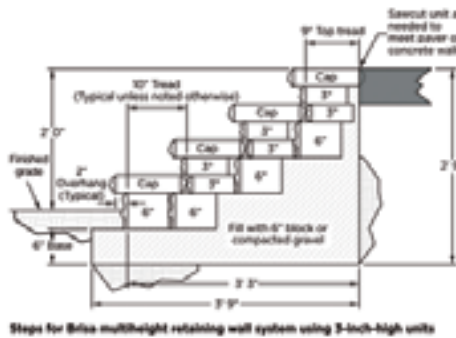 Sawcut unit as
needed to
meet paver or
concrete walk
9" Top tread
10" Tread
(Typical unless noted otherwise)
Cap
3"
Cap
3"
2' 0"
3"
6"
Cap
3"
3"
Finished
grade
2"
Overhang
(Typical)
3"
6"
Cap
3"
6"
6"
Fill with 6" block or
compacted gravel
6" Base
3' 3"
3' 9"
Steps for Brisa multiheight retaining wall system using 3-inch-high units